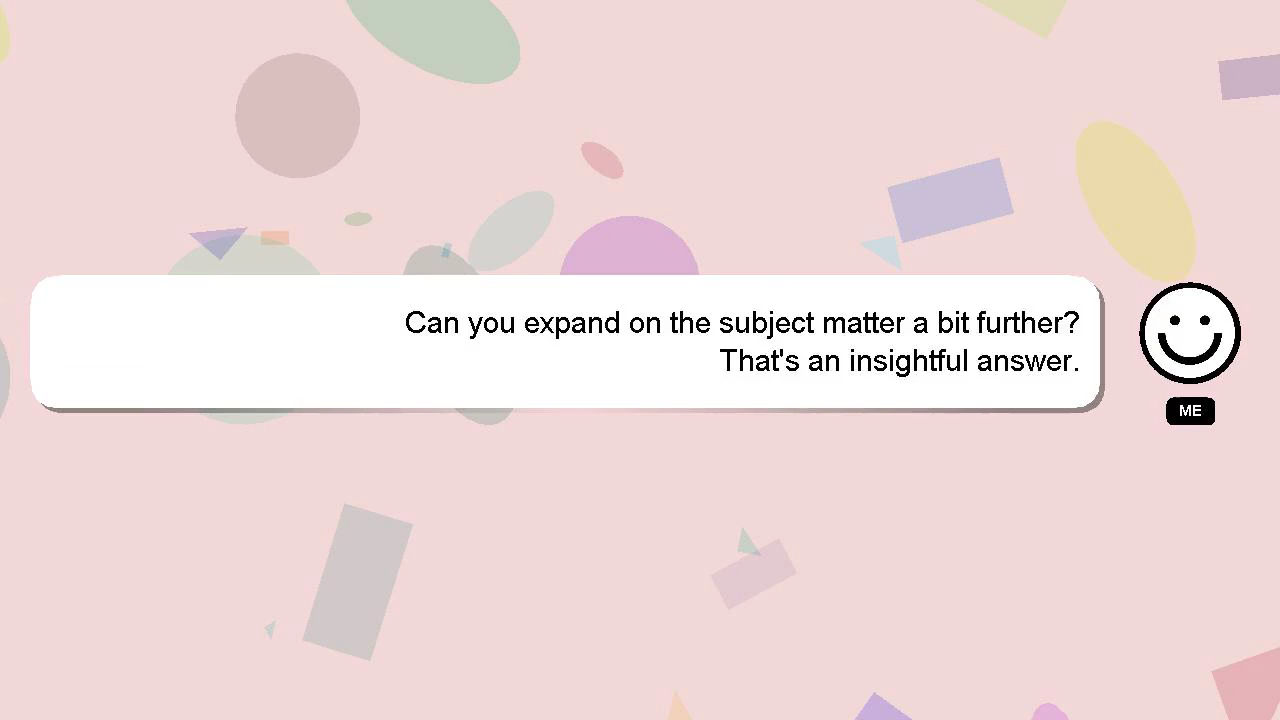 Can you expand on the subject matter a bit further?
That's an insightful answer.
ME